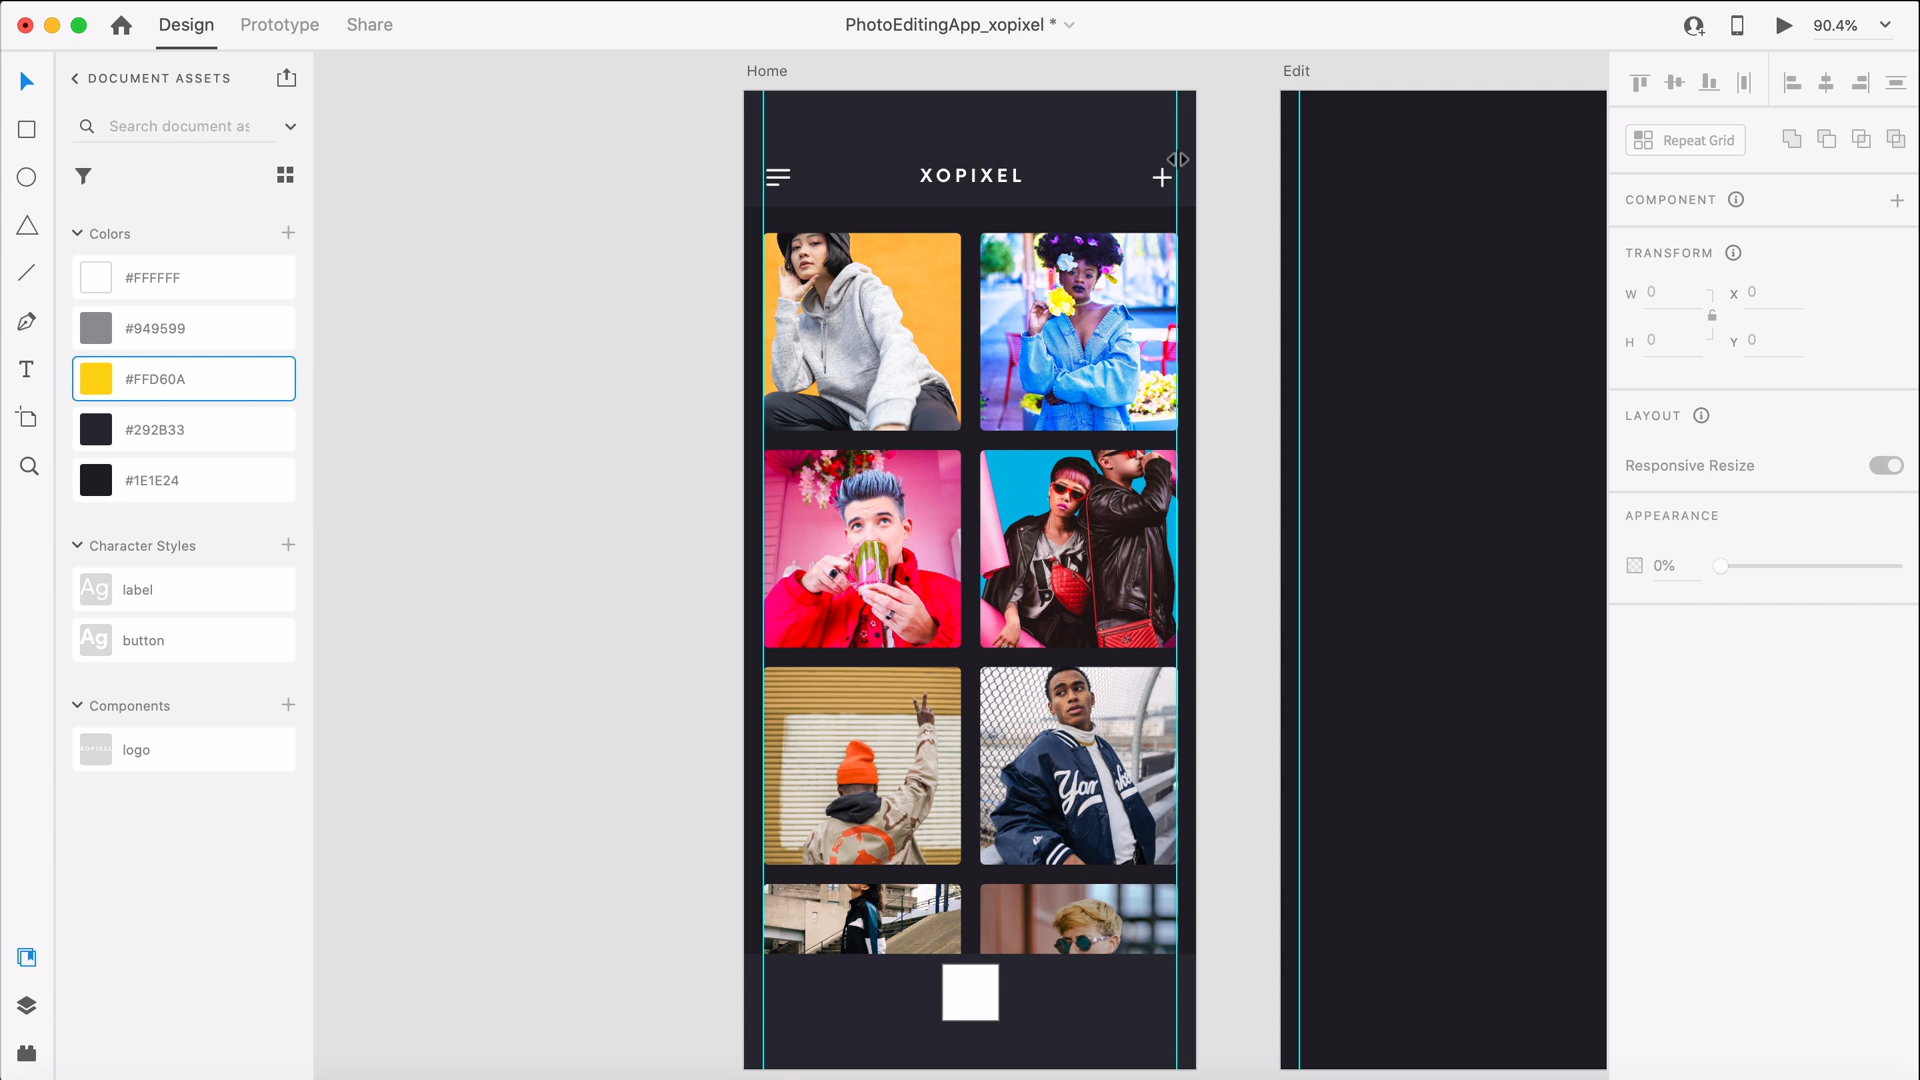 Design Prototype Share PhotoEditingApp_xopixel * 90.4%
DOCUMENT ASSETS
Search document as
Colors
#FFFFFF
#949599
#FFD60A
#292B33
#1E1E24
Character Styles
Ag label
Ag button
Components
XOPIXEL logo
Home
XOPIXEL
Yankees
Edit
Repeat Grid
COMPONENT
TRANSFORM
W 0 X 0
H 0 Y 0
LAYOUT
Responsive Resize
APPEARANCE
0%